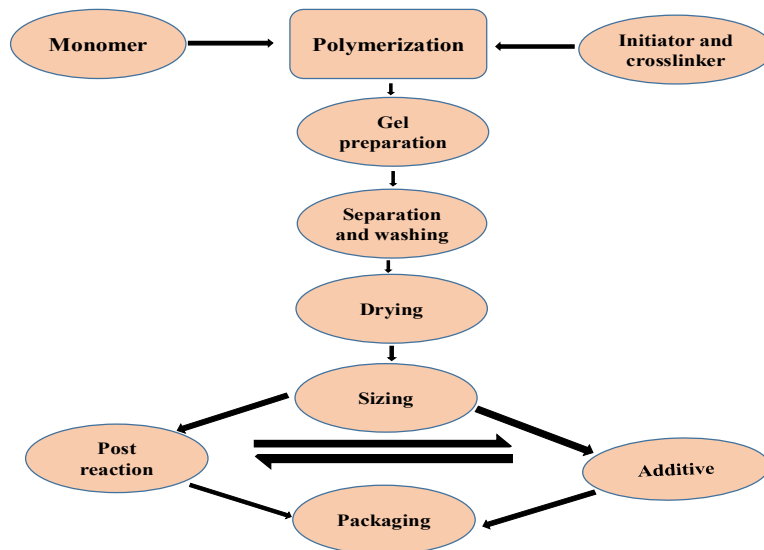 Monomer
Polymerization
Initiator and
crosslinker
Gel
preparation
Separation
and washing
Drying
Sizing
Post
reaction
Additive
Packaging